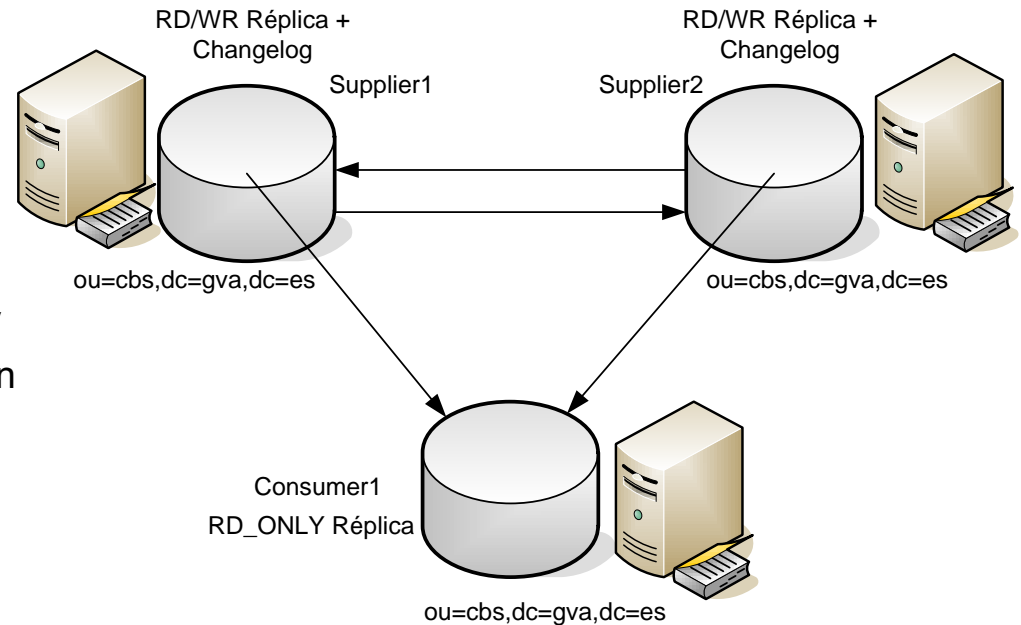 RD/WR Réplica +
Changelog
Supplier1
RD/WR Réplica +
Changelog
Supplier2
ou=cbs,dc=gva,dc=es
ou=cbs,dc=gva,dc=es
n
Consumer1
RD_ONLY Réplica
ou=cbs,dc=gva,dc=es